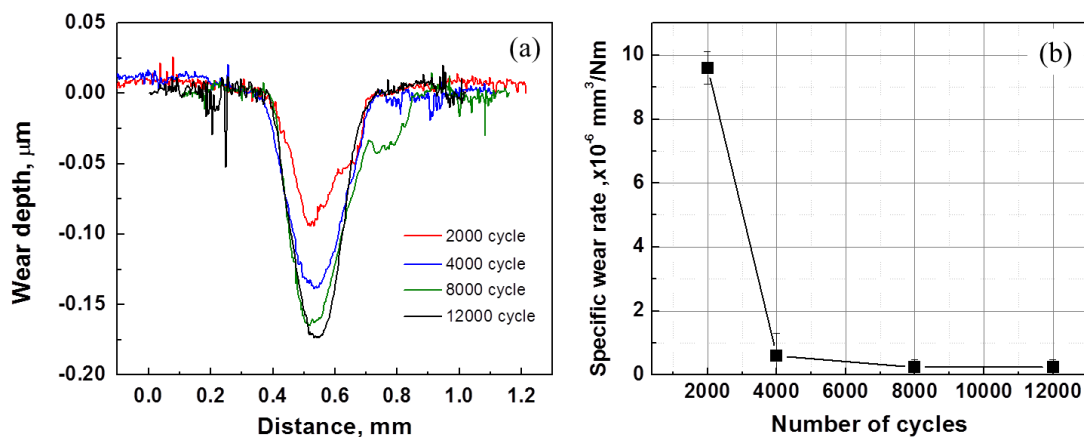 (a)
0.05
0.00
-0.05
-0.10
-0.15
-0.20
Wear depth, μm
2000 cycle
4000 cycle
8000 cycle
12000 cycle
0.0 0.2 0.4 0.6 0.8 1.0 1.2
Distance, mm
(b)
10
8
6
4
2
0
Specific wear rate ,x10⁻⁶ mm³/Nm
2000 4000 6000 8000 10000 12000
Number of cycles